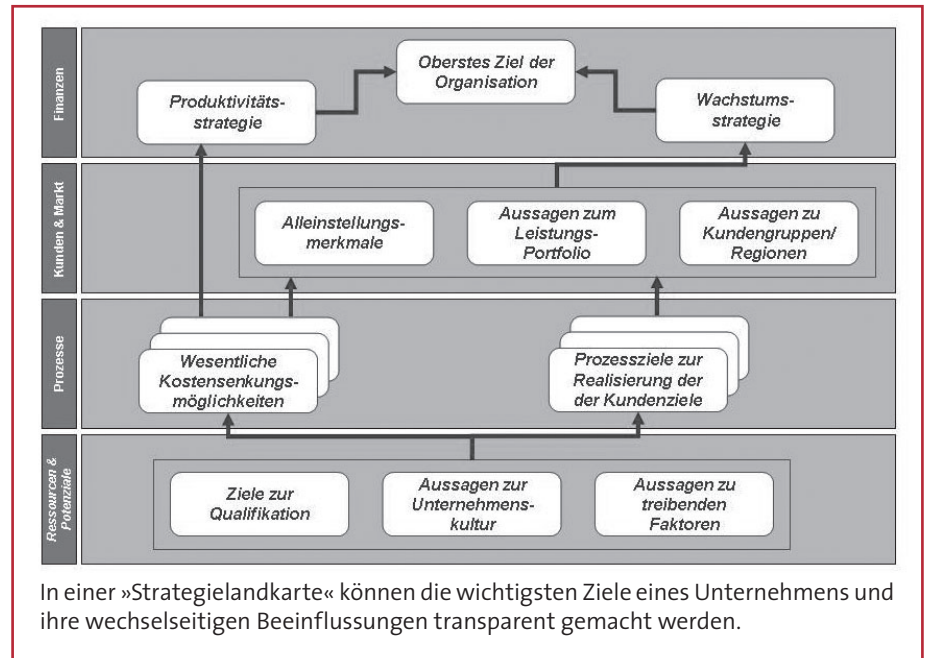 Finanzen
Oberstes Ziel der
Organisation
Produktivitäts-
strategie
Wachstums-
strategie
Kunden & Markt
Alleinstellungs-
merkmale
Aussagen zum
Leistungs-
Portfolio
Aussagen zu
Kundengruppen/
Regionen
Prozesse
Wesentliche
Kostensenkungs-
möglichkeiten
Prozessziele zur
Realisierung der
der Kundenziele
Ressourcen &
Potenziale
Ziele zur
Qualifikation
Aussagen zur
Unternehmens-
kultur
Aussagen zu
treibenden
Faktoren
In einer »Strategielandkarte« können die wichtigsten Ziele eines Unternehmens und
ihre wechselseitigen Beeinflussungen transparent gemacht werden.